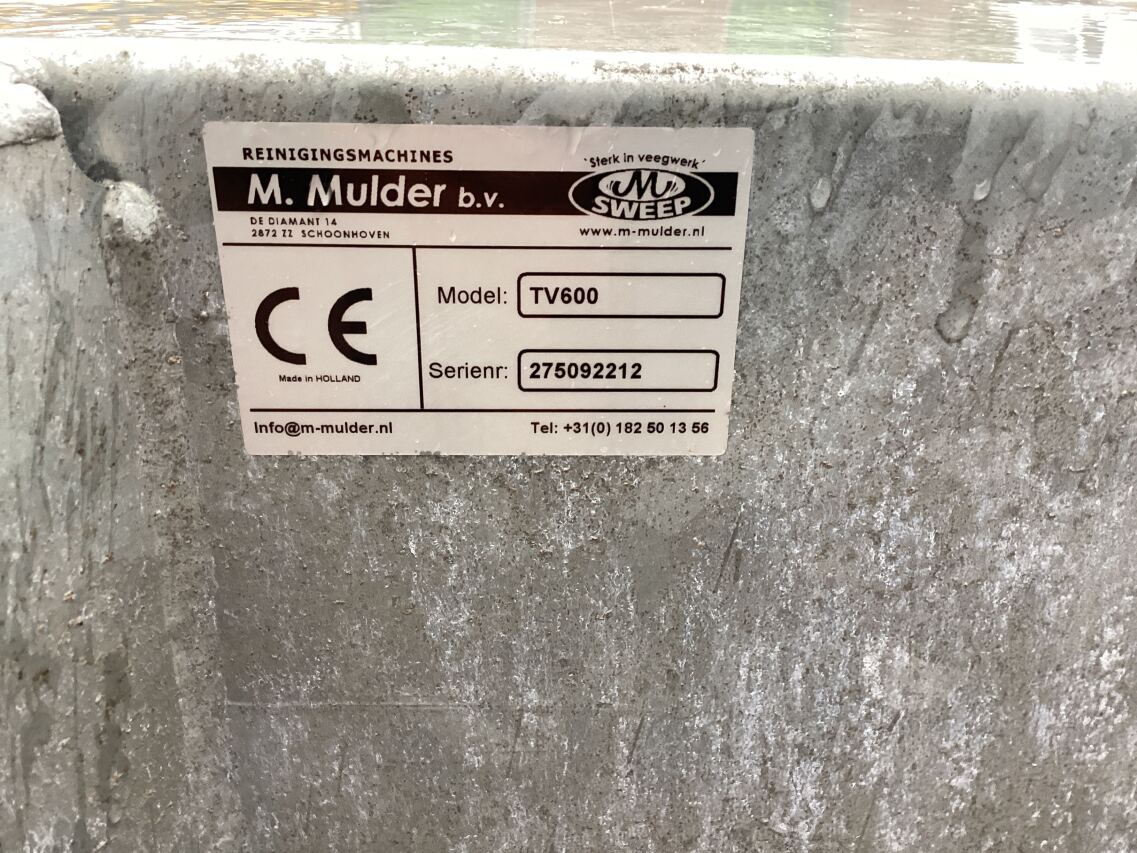 REINIGINGSMACHINES
M. Mulder b.v.
DE DIAMANT 14
2872 ZZ SCHOONHOVEN
'Sterk in veegwerk'
M
SWEEP
www.m-mulder.nl
CE
Made in HOLLAND
Model: TV600
Serienr: 275092212
Info@m-mulder.nl
Tel: +31(0) 182 50 13 56